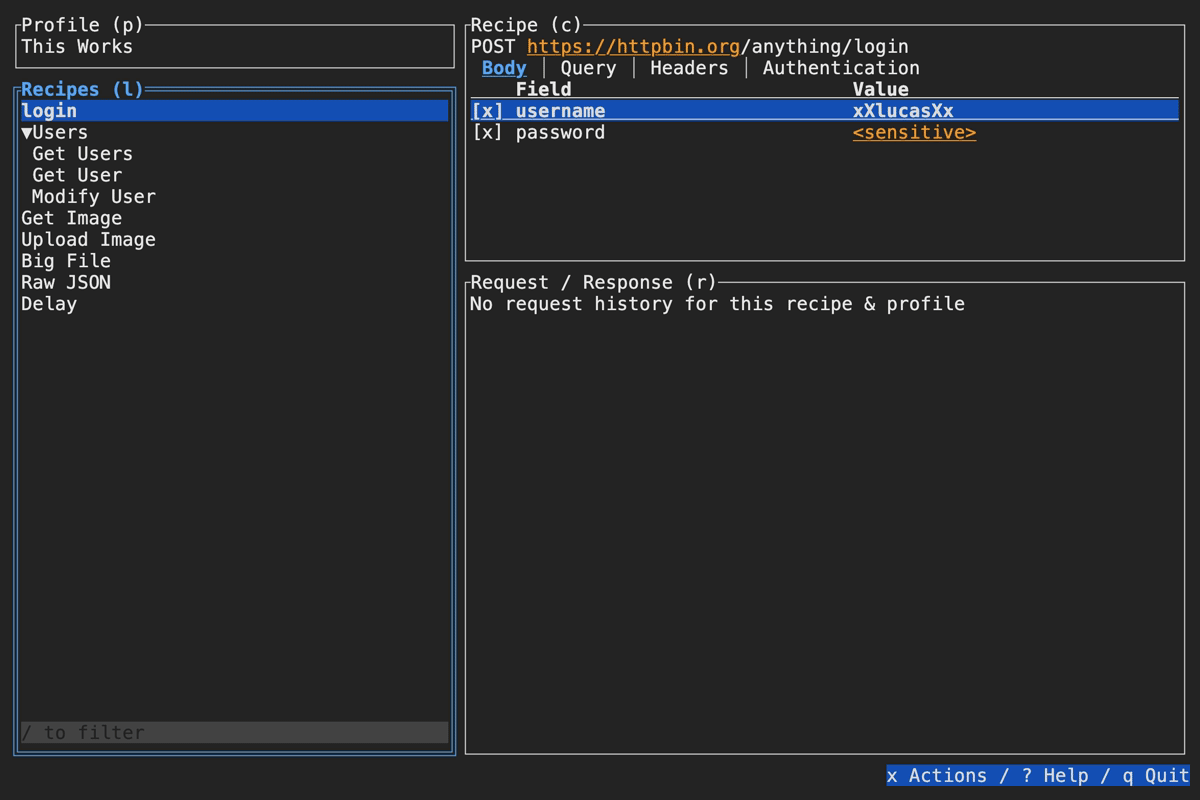 Profile (p)
This Works
Recipes (l)
login
▼Users
Get Users
Get User
Modify User
Get Image
Upload Image
Big File
Raw JSON
Delay
/ to filter
Recipe (c)
POST https://httpbin.org/anything/login
Body | Query | Headers | Authentication
Field Value
[x] username xXlucasXx
[x] password <sensitive>
Request / Response (r)
No request history for this recipe & profile
x Actions / ? Help / q Quit